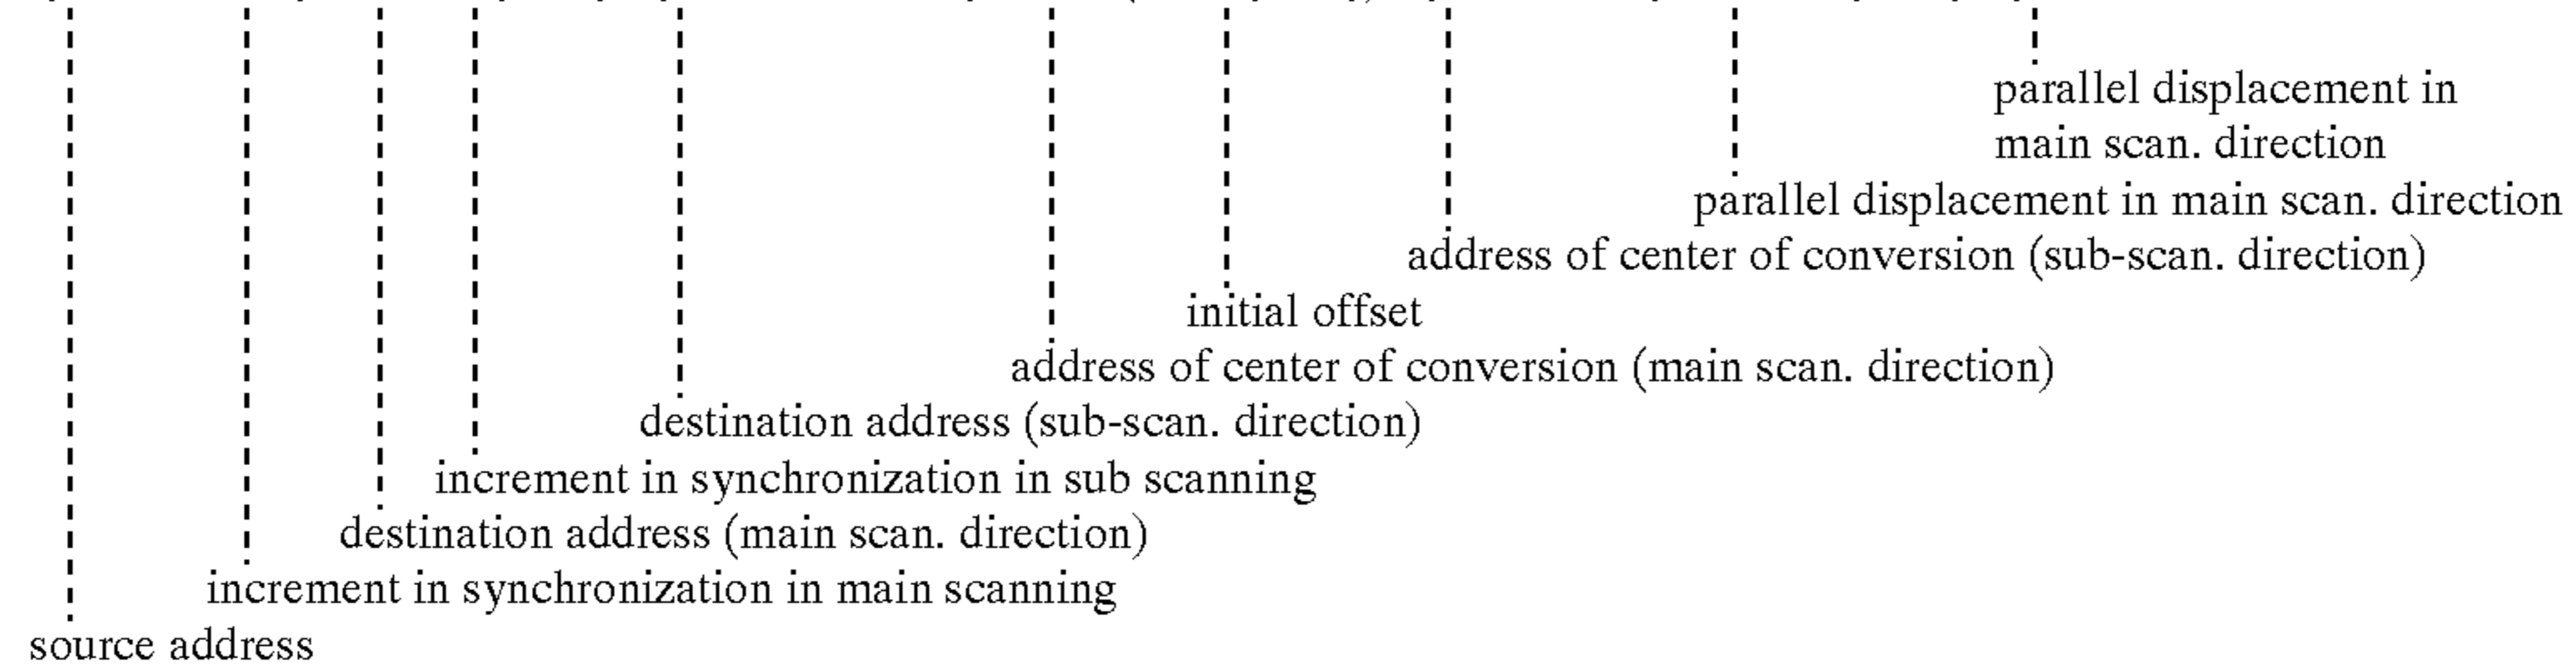 parallel displacement in
main scan. direction
parallel displacement in main scan. direction
address of center of conversion (sub-scan. direction)
initial offset
address of center of conversion (main scan. direction)
destination address (sub-scan. direction)
increment in synchronization in sub scanning
destination address (main scan. direction)
increment in synchronization in main scanning
source address